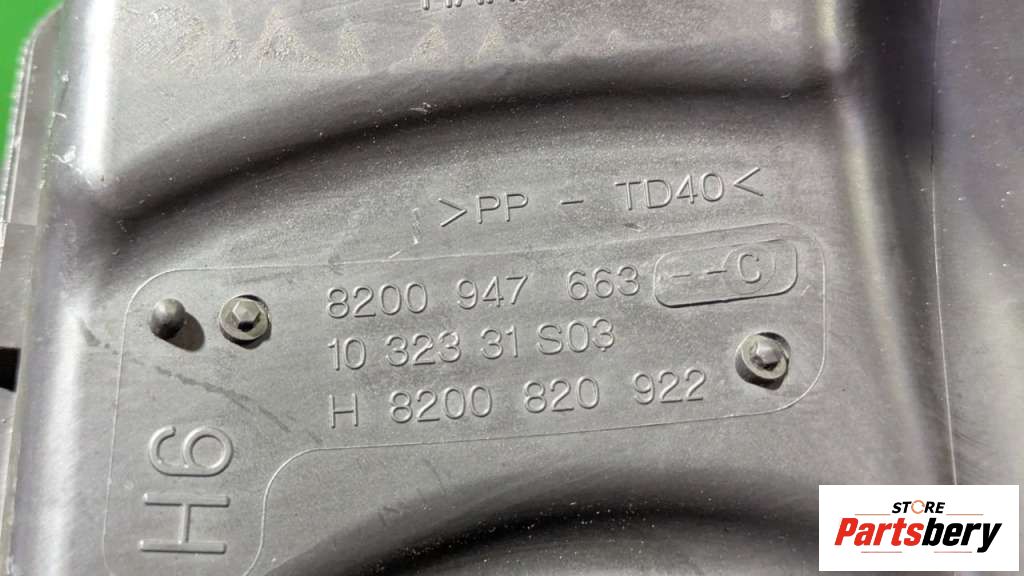 >PP - TD40<
8200 947 663 --C
10 323 31 S03
H 8200 820 922
H6
STORE
Partsbery